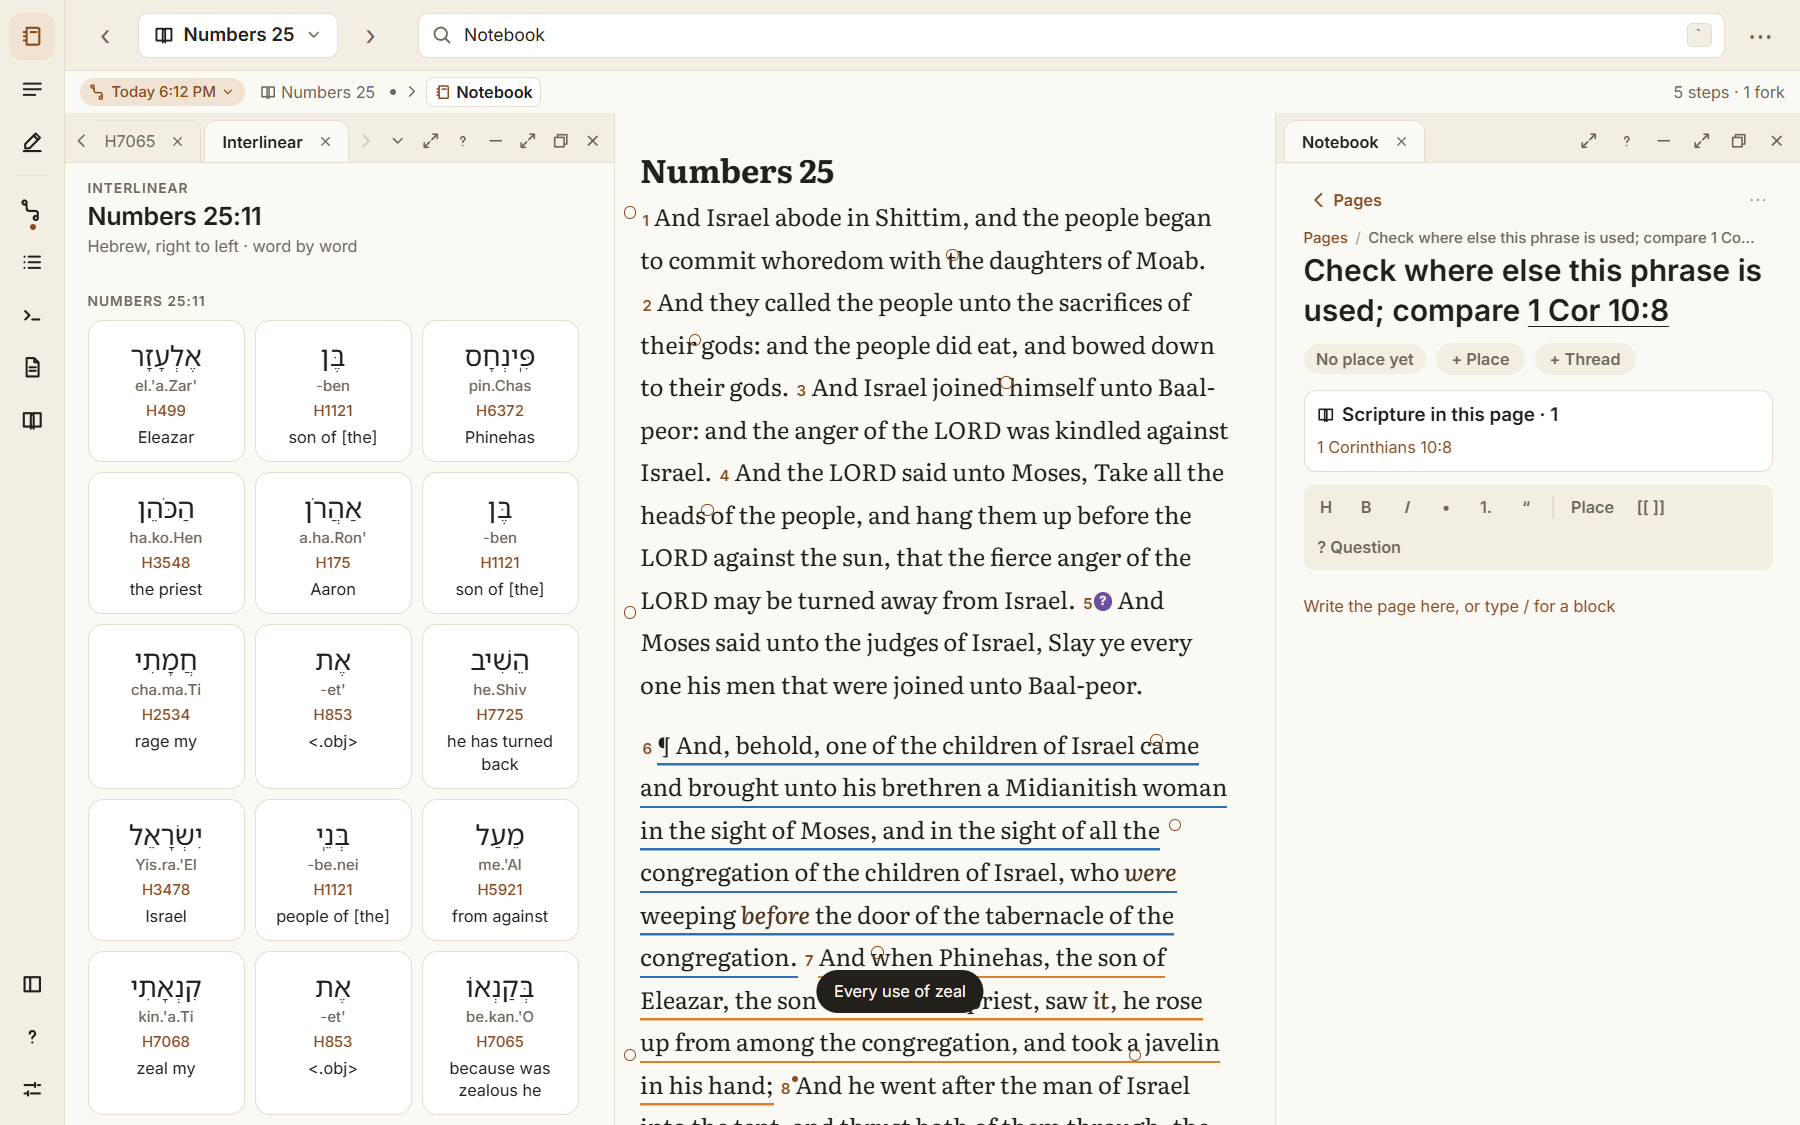 Numbers 25
Notebook
`
Today 6:12 PM
Numbers 25
Notebook
5 steps · 1 fork
H7065
Interlinear
?
INTERLINEAR
Numbers 25:11
Hebrew, right to left · word by word
NUMBERS 25:11
אֶלְעָזָר
el.'a.Zar'
H499
Eleazar
בֶּן
-ben
H1121
son of [the]
פִּינְחָס
pin.Chas
H6372
Phinehas
הַכֹּהֵן
ha.ko.Hen
H3548
the priest
אַהֲרֹן
a.ha.Ron'
H175
Aaron
בֶּן
-ben
H1121
son of [the]
חֲמָתִי
cha.ma.Ti
H2534
rage my
אֶת
-et'
H853
<.obj>
הֵשִׁיב
he.Shiv
H7725
he has turned
back
יִשְׂרָאֵל
Yis.ra.'El
H3478
Israel
בְּנֵי
-be.nei
H1121
people of [the]
מֵעַל
me.'Al
H5921
from against
קִנְאָתִי
kin.'a.Ti
H7068
zeal my
אֶת
-et'
H853
<.obj>
בְּקַנְאוֹ
be.kan.'O
H7065
because was
zealous he
Numbers 25
1 And Israel abode in Shittim, and the people began
to commit whoredom with the daughters of Moab.
2 And they called the people unto the sacrifices of
their gods: and the people did eat, and bowed down
to their gods. 3 And Israel joined himself unto Baal-
peor: and the anger of the LORD was kindled against
Israel. 4 And the LORD said unto Moses, Take all the
heads of the people, and hang them up before the
LORD against the sun, that the fierce anger of the
LORD may be turned away from Israel. 5 ? And
Moses said unto the judges of Israel, Slay ye every
one his men that were joined unto Baal-peor.
6 ¶ And, behold, one of the children of Israel came
and brought unto his brethren a Midianitish woman
in the sight of Moses, and in the sight of all the
congregation of the children of Israel, who were
weeping before the door of the tabernacle of the
congregation. 7 And when Phinehas, the son of
Eleazar, the son priest, saw it, he rose
Every use of zeal
up from among the congregation, and took a javelin
in his hand; 8 And he went after the man of Israel
into the tent, and thrust both of them through, the
Notebook
?
Pages
Pages / Check where else this phrase is used; compare 1 Co…
Check where else this phrase is
used; compare 1 Cor 10:8
No place yet
+ Place
+ Thread
Scripture in this page · 1
1 Corinthians 10:8
H B I • 1. “ Place [[ ]]
? Question
Write the page here, or type / for a block
?